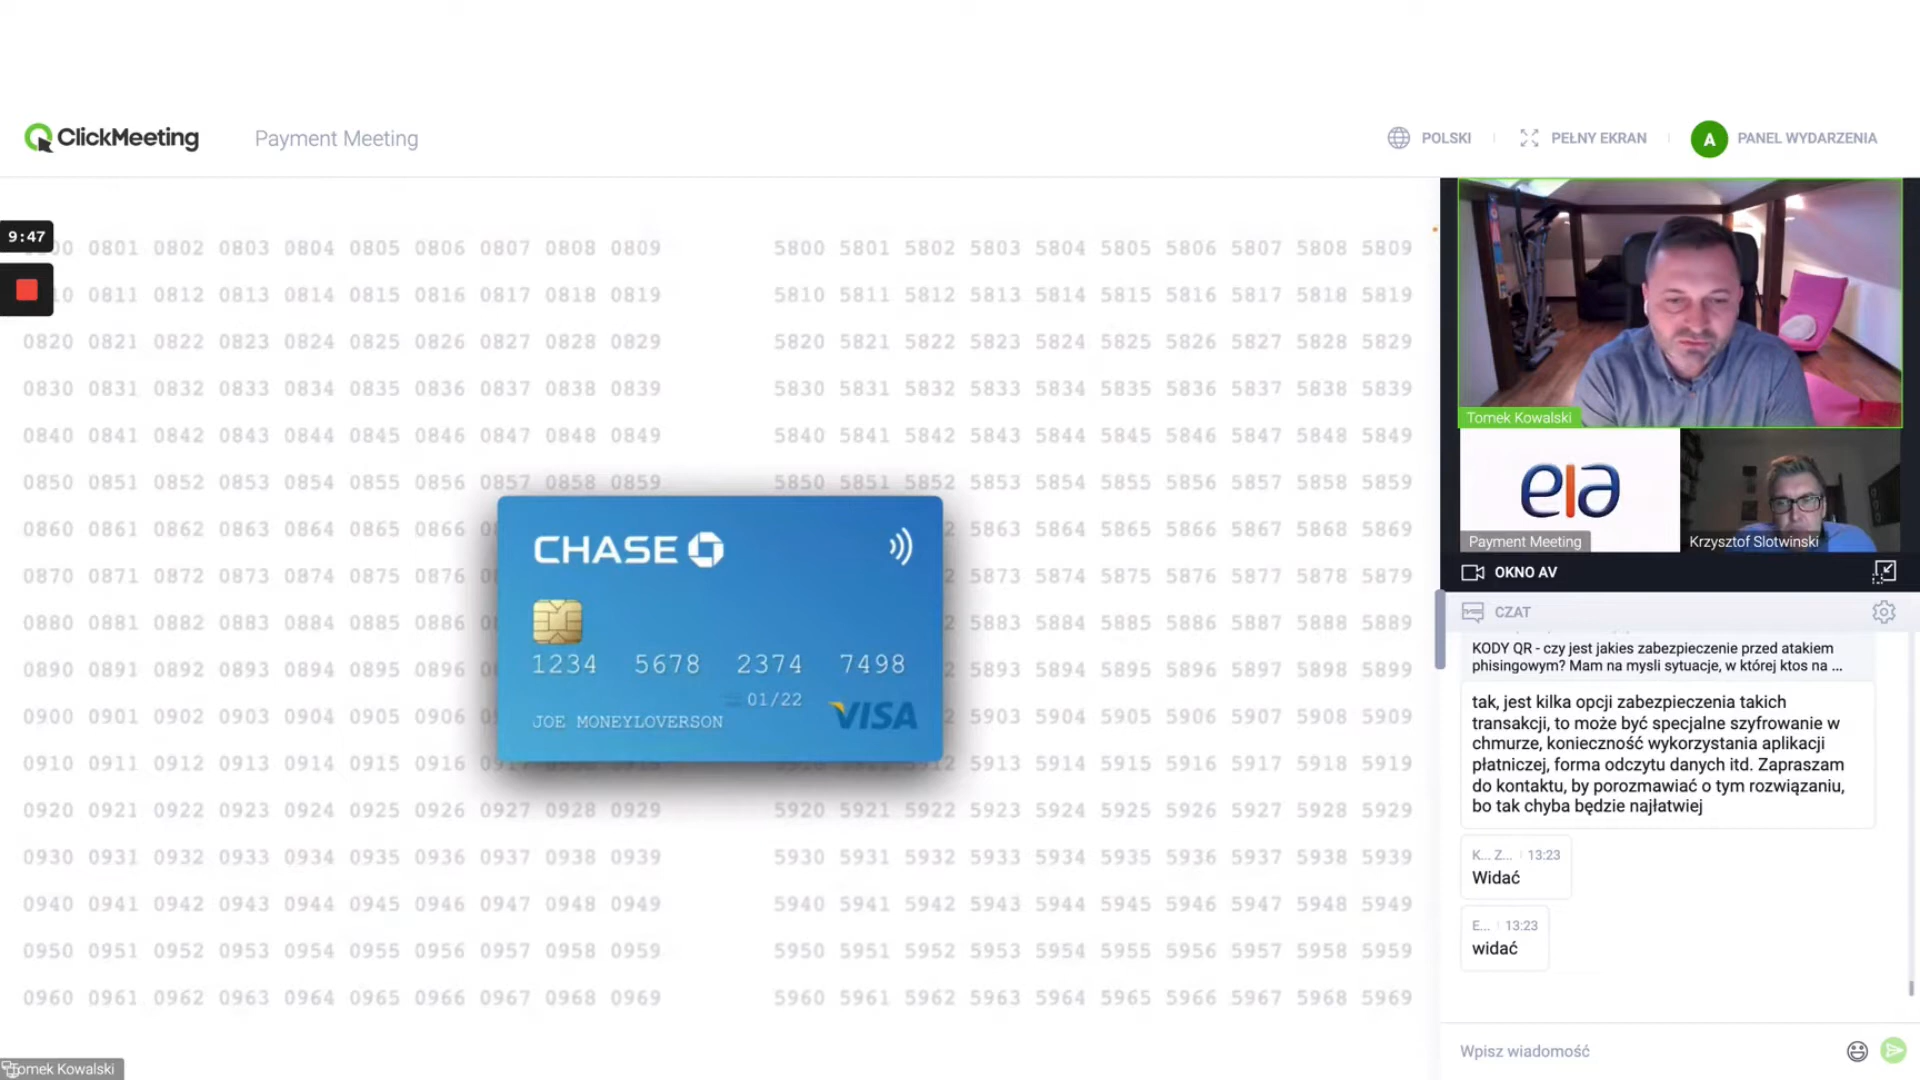 ClickMeeting
Payment Meeting
POLSKI
PEŁNY EKRAN
A
PANEL WYDARZENIA
9:47
00 0801 0802 0803 0804 0805 0806 0807 0808 0809 5800 5801 5802 5803 5804 5805 5806 5807 5808 5809
10 0811 0812 0813 0814 0815 0816 0817 0818 0819 5810 5811 5812 5813 5814 5815 5816 5817 5818 5819
0820 0821 0822 0823 0824 0825 0826 0827 0828 0829 5820 5821 5822 5823 5824 5825 5826 5827 5828 5829
0830 0831 0832 0833 0834 0835 0836 0837 0838 0839 5830 5831 5832 5833 5834 5835 5836 5837 5838 5839
0840 0841 0842 0843 0844 0845 0846 0847 0848 0849 5840 5841 5842 5843 5844 5845 5846 5847 5848 5849
0850 0851 0852 0853 0854 0855 0856 0857 0858 0859 5850 5851 5852 5853 5854 5855 5856 5857 5858 5859
0860 0861 0862 0863 0864 0865 0866 5863 5864 5865 5866 5867 5868 5869
0870 0871 0872 0873 0874 0875 0876 5873 5874 5875 5876 5877 5878 5879
0880 0881 0882 0883 0884 0885 0886 5883 5884 5885 5886 5887 5888 5889
0890 0891 0892 0893 0894 0895 0896 5893 5894 5895 5896 5897 5898 5899
0900 0901 0902 0903 0904 0905 0906 5903 5904 5905 5906 5907 5908 5909
0910 0911 0912 0913 0914 0915 0916 5913 5914 5915 5916 5917 5918 5919
0920 0921 0922 0923 0924 0925 0926 0927 0928 0929 5920 5921 5922 5923 5924 5925 5926 5927 5928 5929
0930 0931 0932 0933 0934 0935 0936 0937 0938 0939 5930 5931 5932 5933 5934 5935 5936 5937 5938 5939
0940 0941 0942 0943 0944 0945 0946 0947 0948 0949 5940 5941 5942 5943 5944 5945 5946 5947 5948 5949
0950 0951 0952 0953 0954 0955 0956 0957 0958 0959 5950 5951 5952 5953 5954 5955 5956 5957 5958 5959
0960 0961 0962 0963 0964 0965 0966 0967 0968 0969 5960 5961 5962 5963 5964 5965 5966 5967 5968 5969
CHASE
1234 5678 2374 7498
01/22
JOE MONEYLOVERSON
VISA
Tomek Kowalski
Tomek Kowalski
eIa
Payment Meeting
Krzysztof Slotwinski
OKNO AV
CZAT
KODY QR - czy jest jakies zabezpieczenie przed atakiem
phisingowym? Mam na mysli sytuacje, w której ktos na ...
tak, jest kilka opcji zabezpieczenia takich
transakcji, to może być specjalne szyfrowanie w
chmurze, konieczność wykorzystania aplikacji
płatniczej, forma odczytu danych itd. Zapraszam
do kontaktu, by porozmawiać o tym rozwiązaniu,
bo tak chyba będzie najłatwiej
K... Z... 13:23
Widać
E... 13:23
widać
Wpisz wiadomość